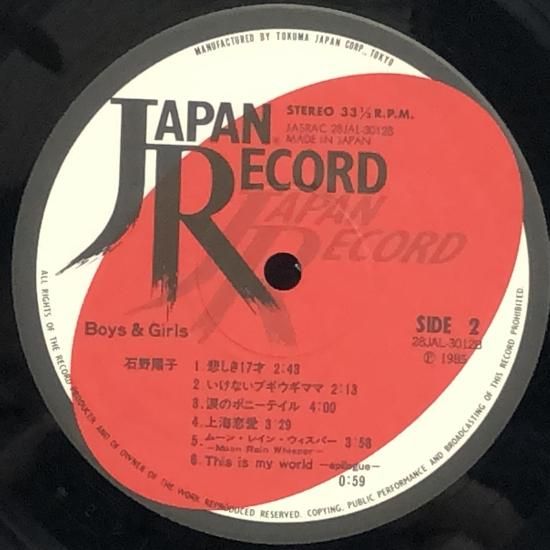 MANUFACTURED BY TOKUMA JAPAN CORP., TOKYO
JAPAN RECORD
STEREO 33⅓ R.P.M.
JASRAC 28JAL-3012B
MADE IN JAPAN
JAPAN RECORD
Boys & Girls
SIDE 2
28JAL-3012B
Ⓟ 1985
石野陽子
1. 悲しき17才 2:43
2. いけないブギウギママ 2:13
3. 涙のポニーテイル 4:00
4. 上海恋愛 3:29
5. ムーン・レイン・ウィスパー 3:58
-Moon Rain Whisper-
6. This is my world -epilogue-
0:59
ALL RIGHTS OF THE RECORD PRODUCER AND OF OWNER OF THE WORK REPRODUCED RESERVED. COPYING, PUBLIC PERFORMANCE AND BROADCASTING OF THIS RECORD PROHIBITED.